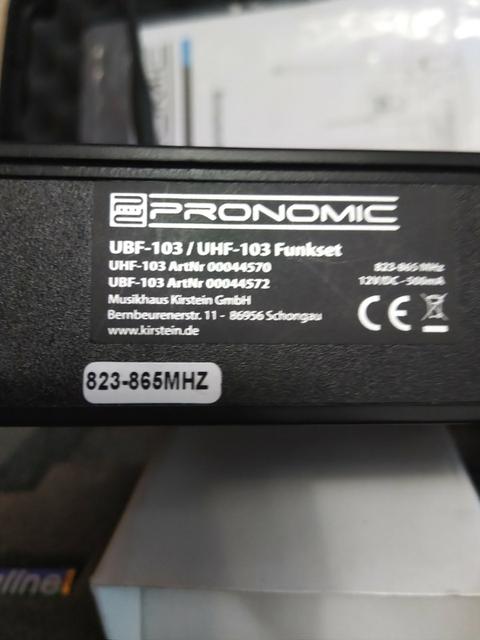 PRONOMIC
UBF-103 / UHF-103 Funkset
UHF-103 ArtNr 00044570
823-865 MHz
UBF-103 ArtNr 00044572
12V/DC - 500mA
Musikhaus Kirstein GmbH
Bernbeurenerstr. 11 - 86956 Schongau
www.kirstein.de
CE
823-865MHZ